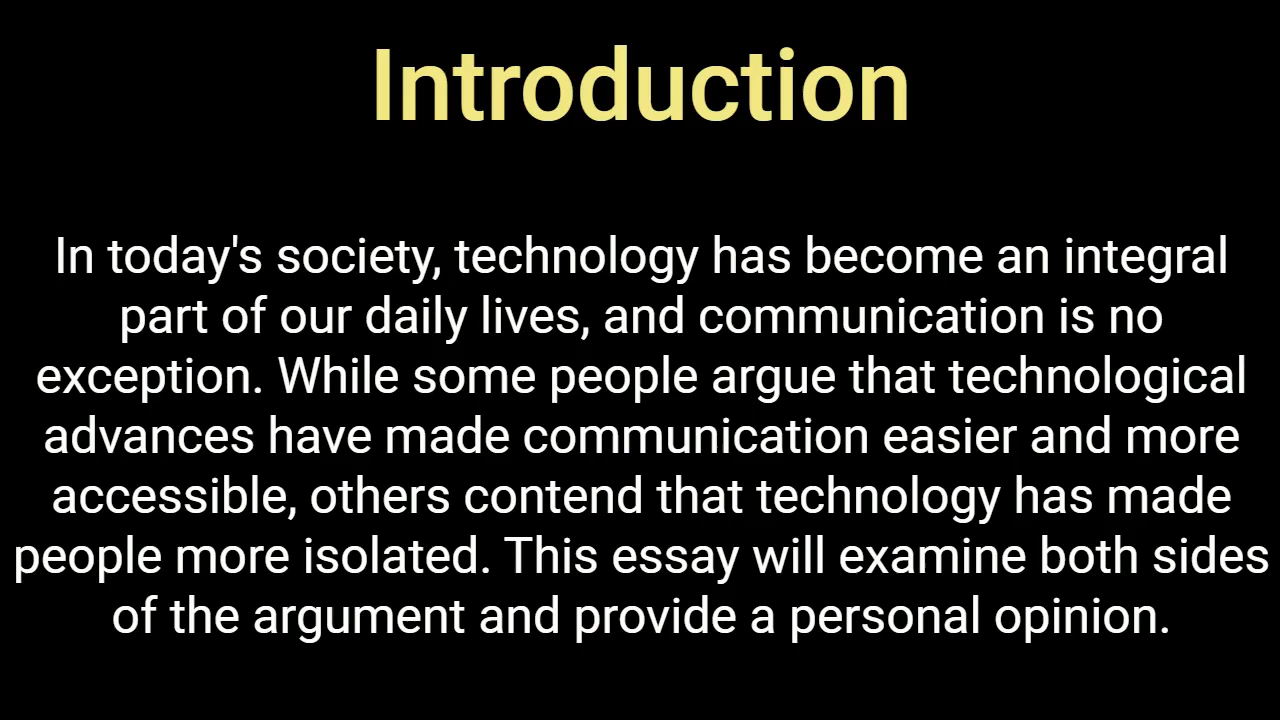 Introduction
In today's society, technology has become an integral
part of our daily lives, and communication is no
exception. While some people argue that technological
advances have made communication easier and more
accessible, others contend that technology has made
people more isolated. This essay will examine both sides
of the argument and provide a personal opinion.